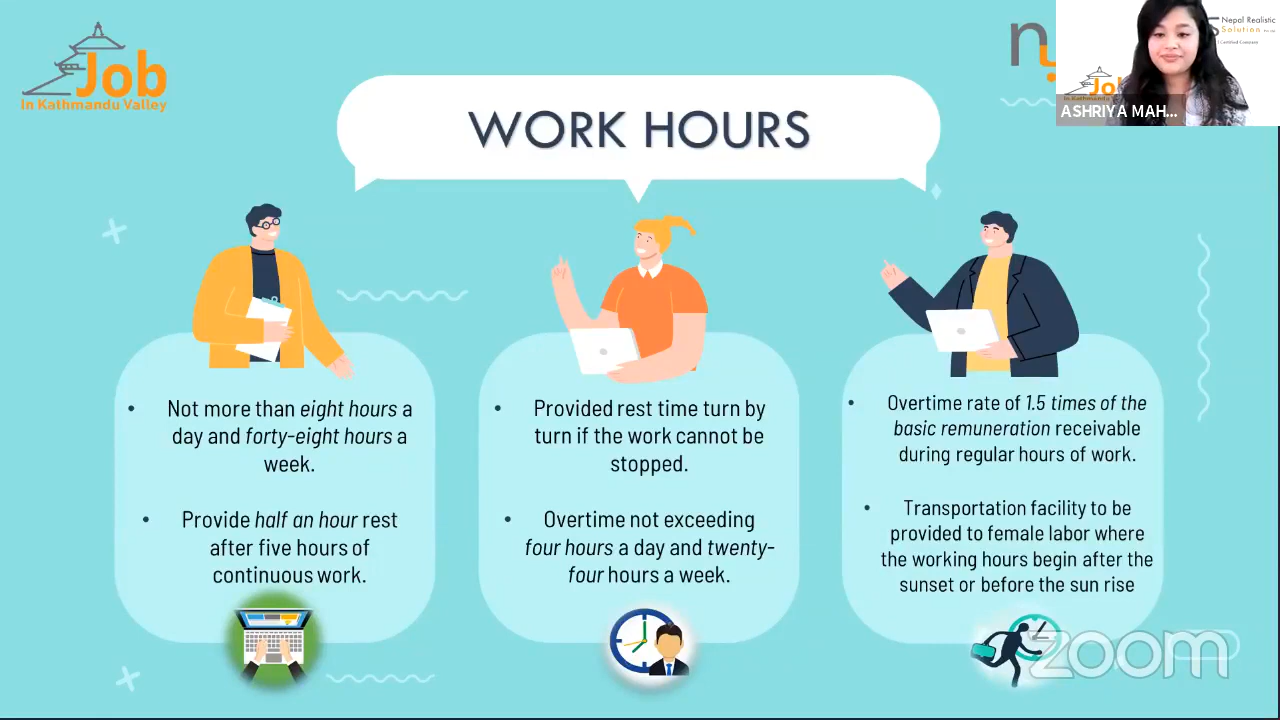 Job
In Kathmandu Valley
n
Nepal Realistic
Solution
Jo
ASHRIYA MAH...
WORK HOURS
• Not more than eight hours a
day and forty-eight hours a
week.
• Provide half an hour rest
after five hours of
continuous work.
• Provided rest time turn by
turn if the work cannot be
stopped.
• Overtime not exceeding
four hours a day and twenty-
four hours a week.
• Overtime rate of 1.5 times of the
basic remuneration receivable
during regular hours of work.
• Transportation facility to be
provided to female labor where
the working hours begin after the
sunset or before the sun rise
zoom